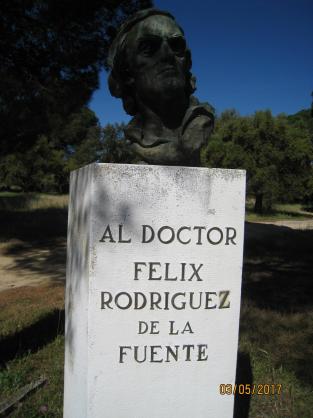 AL DOCTOR
FELIX
RODRIGUEZ
DE LA
FUENTE
03/05/2017